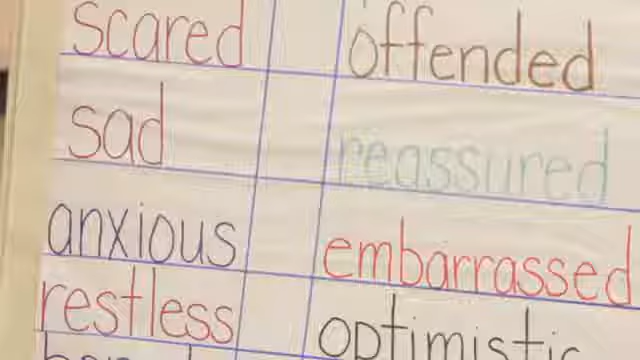 scared offended
sad reassured
anxious embarrassed
restless optimistic